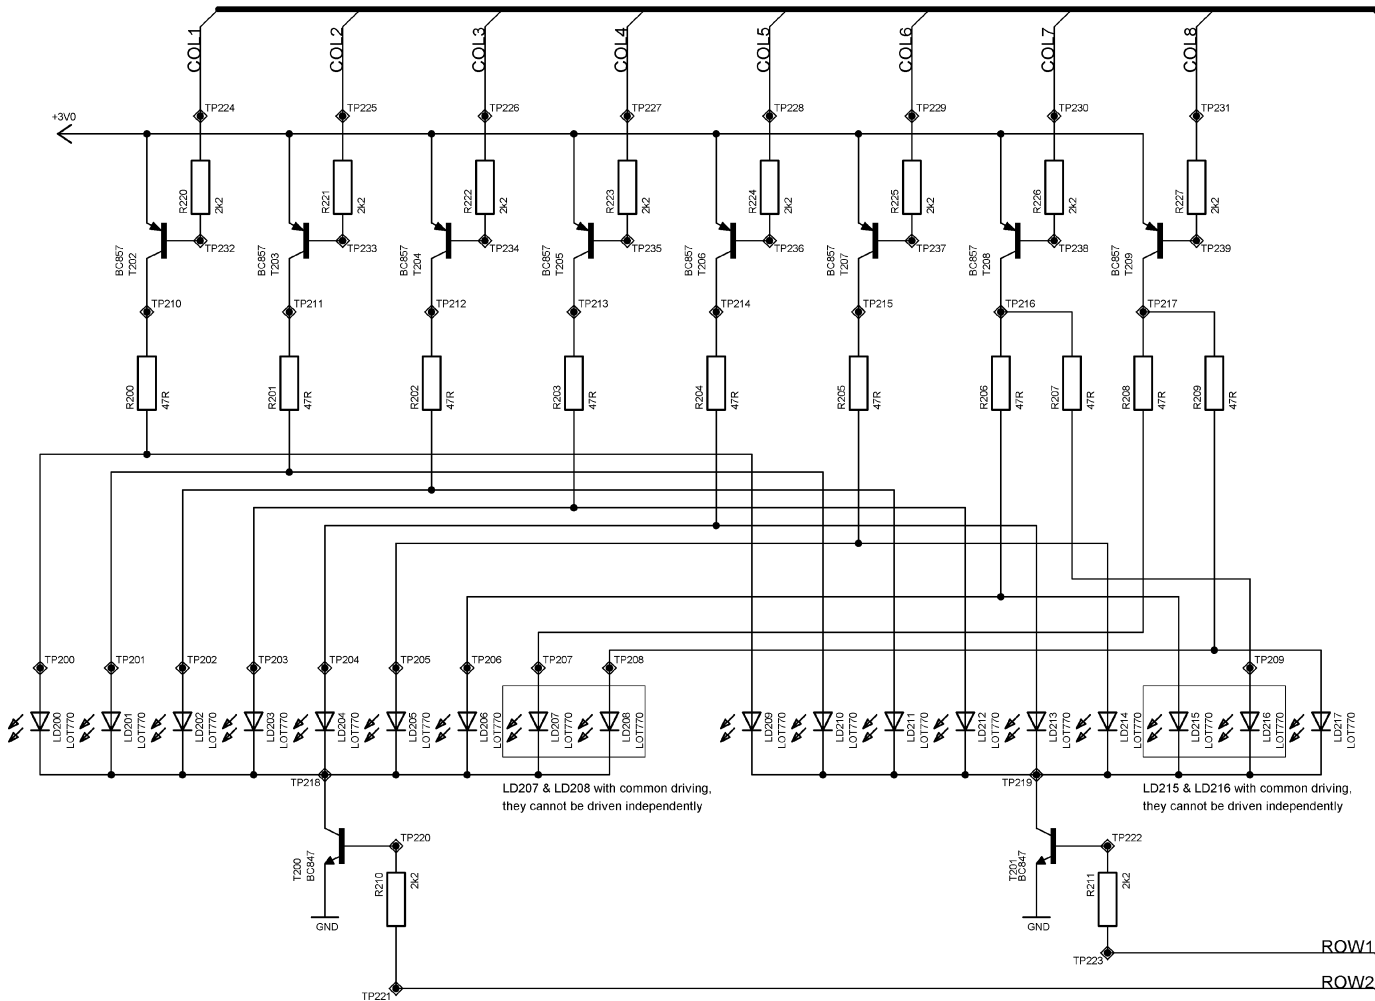 COL1 COL2 COL3 COL4 COL5 COL6 COL7 COL8
TP224 TP225 TP226 TP227 TP228 TP229 TP230 TP231
+3V0
R220 2k2 R221 2k2 R222 2k2 R223 2k2 R224 2k2 R225 2k2 R226 2k2 R227 2k2
TP232 TP233 TP234 TP235 TP236 TP237 TP238 TP239
BC857 T202 BC857 T203 BC857 T204 BC857 T205 BC857 T206 BC857 T207 BC857 T208 BC857 T209
TP210 TP211 TP212 TP213 TP214 TP215 TP216 TP217
R200 47R R201 47R R202 47R R203 47R R204 47R R205 47R R206 47R R207 47R R208 47R R209 47R
TP200 TP201 TP202 TP203 TP204 TP205 TP206 TP207 TP208 TP209
LD200 LOT770 LD201 LOT770 LD202 LOT770 LD203 LOT770 LD204 LOT770 LD205 LOT770 LD206 LOT770 LD207 LOT770 LD208 LOT770 LD209 LOT770 LD210 LOT770 LD211 LOT770 LD212 LOT770 LD213 LOT770 LD214 LOT770 LD215 LOT770 LD216 LOT770 LD217 LOT770
TP218 TP219
LD207 & LD208 with common driving,
they cannot be driven independently
LD215 & LD216 with common driving,
they cannot be driven independently
TP220 TP222
T200 BC847 T201 BC847
R210 2k2 R211 2k2
GND GND
TP223 ROW1
TP221 ROW2